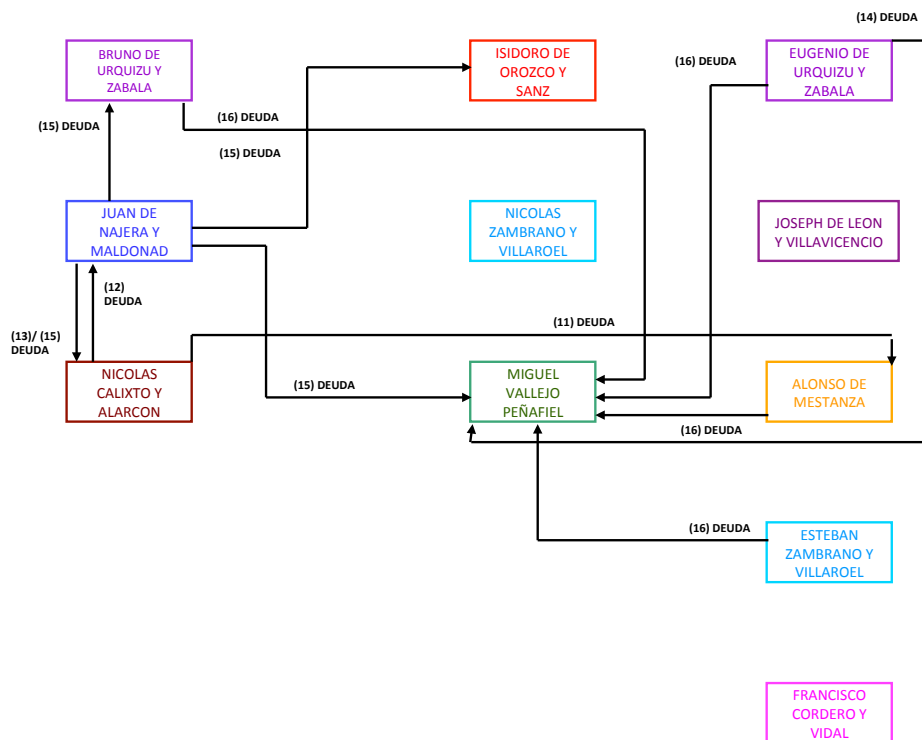 (14) DEUDA
BRUNO DE
URQUIZU Y
ZABALA
ISIDORO DE
OROZCO Y
SANZ
(16) DEUDA
EUGENIO DE
URQUIZU Y
ZABALA
(15) DEUDA
(16) DEUDA
(15) DEUDA
JUAN DE
NAJERA Y
MALDONAD
NICOLAS
ZAMBRANO Y
VILLAROEL
JOSEPH DE LEON
Y VILLAVICENCIO
(12)
DEUDA
(13)/ (15)
DEUDA
(11) DEUDA
NICOLAS
CALIXTO Y
ALARCON
(15) DEUDA
MIGUEL
VALLEJO
PEÑAFIEL
ALONSO DE
MESTANZA
(16) DEUDA
(16) DEUDA
ESTEBAN
ZAMBRANO Y
VILLAROEL
FRANCISCO
CORDERO Y
VIDAL